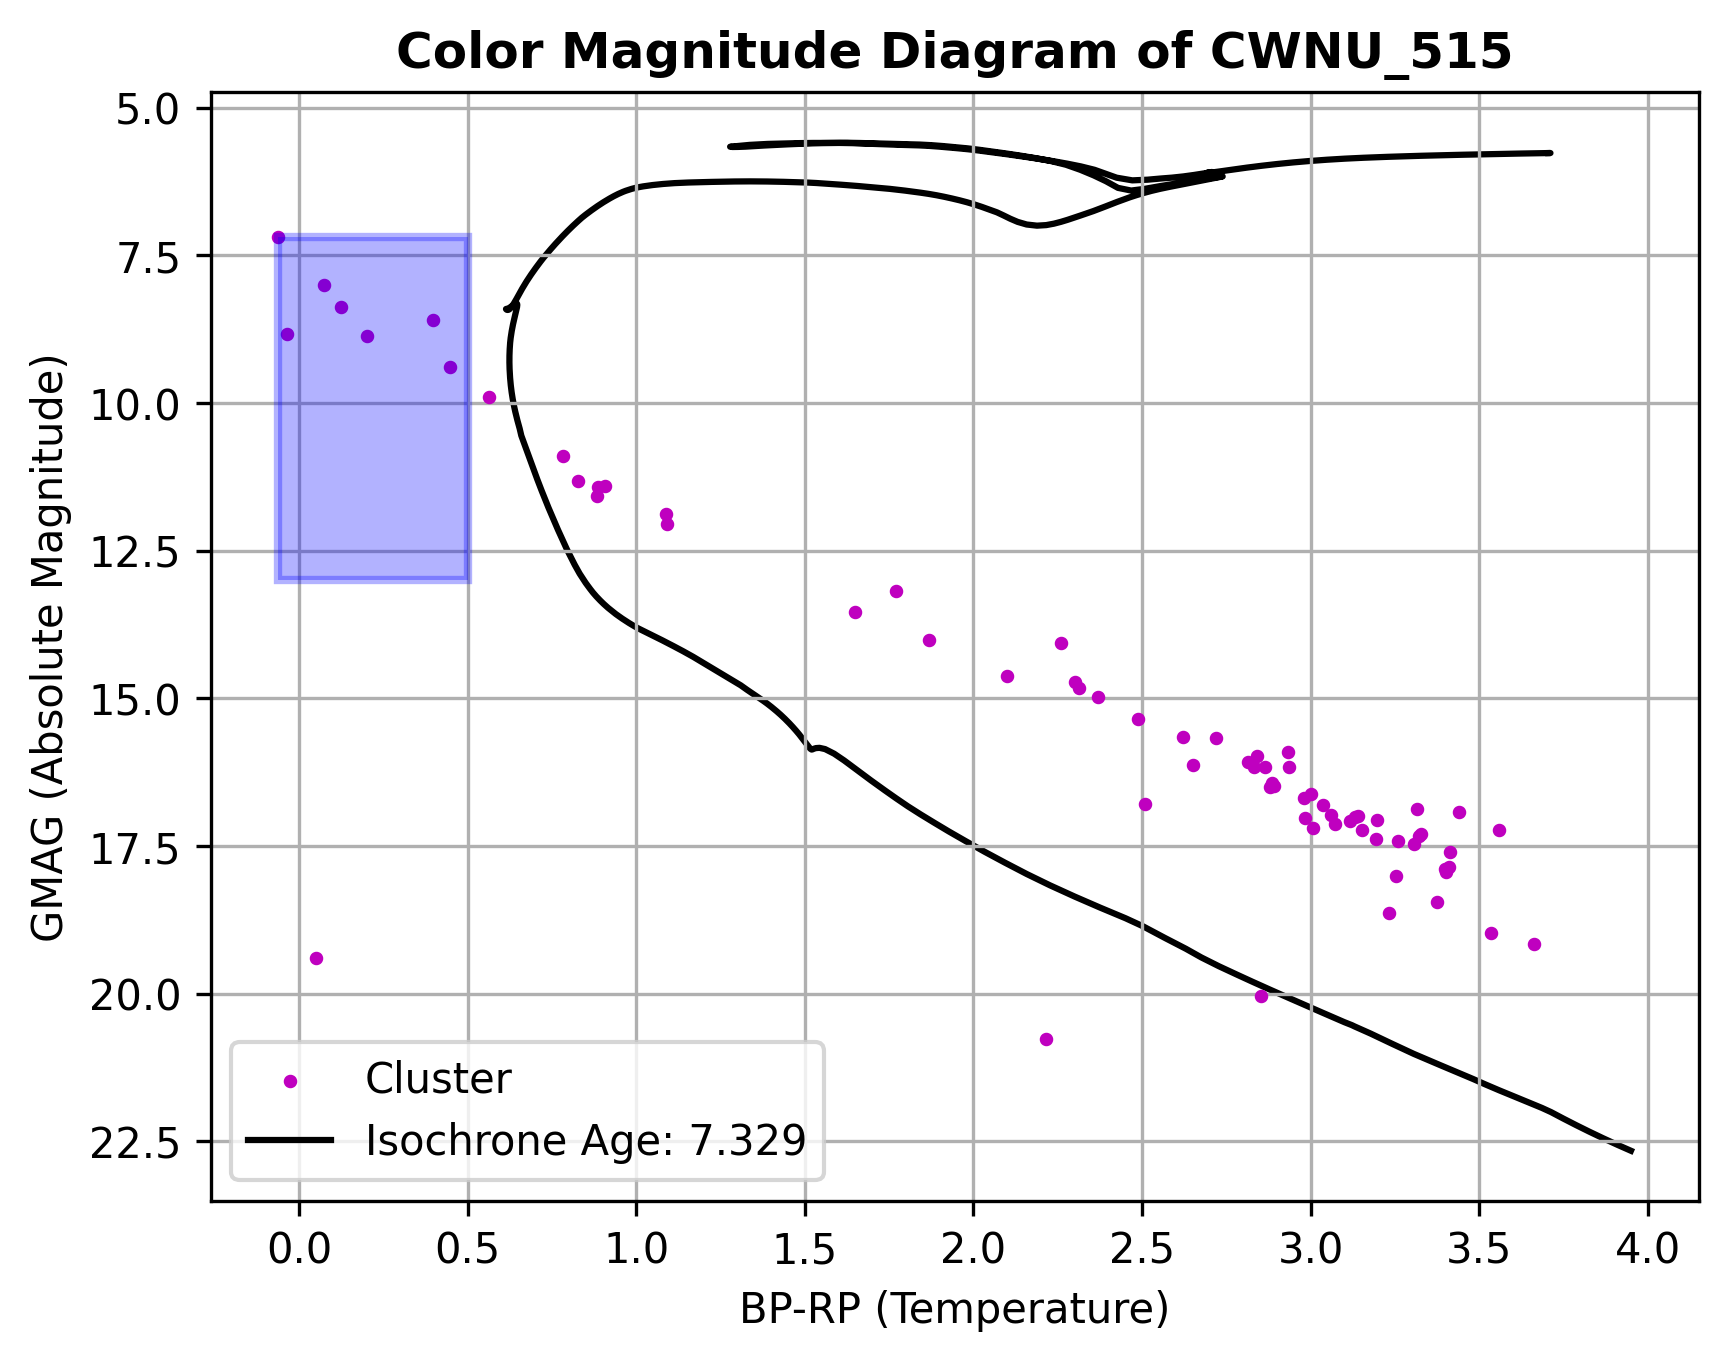 Color Magnitude Diagram of CWNU_515
GMAG (Absolute Magnitude)
5.0
7.5
10.0
12.5
15.0
17.5
20.0
22.5
Cluster
Isochrone Age: 7.329
0.0 0.5 1.0 1.5 2.0 2.5 3.0 3.5 4.0
BP-RP (Temperature)